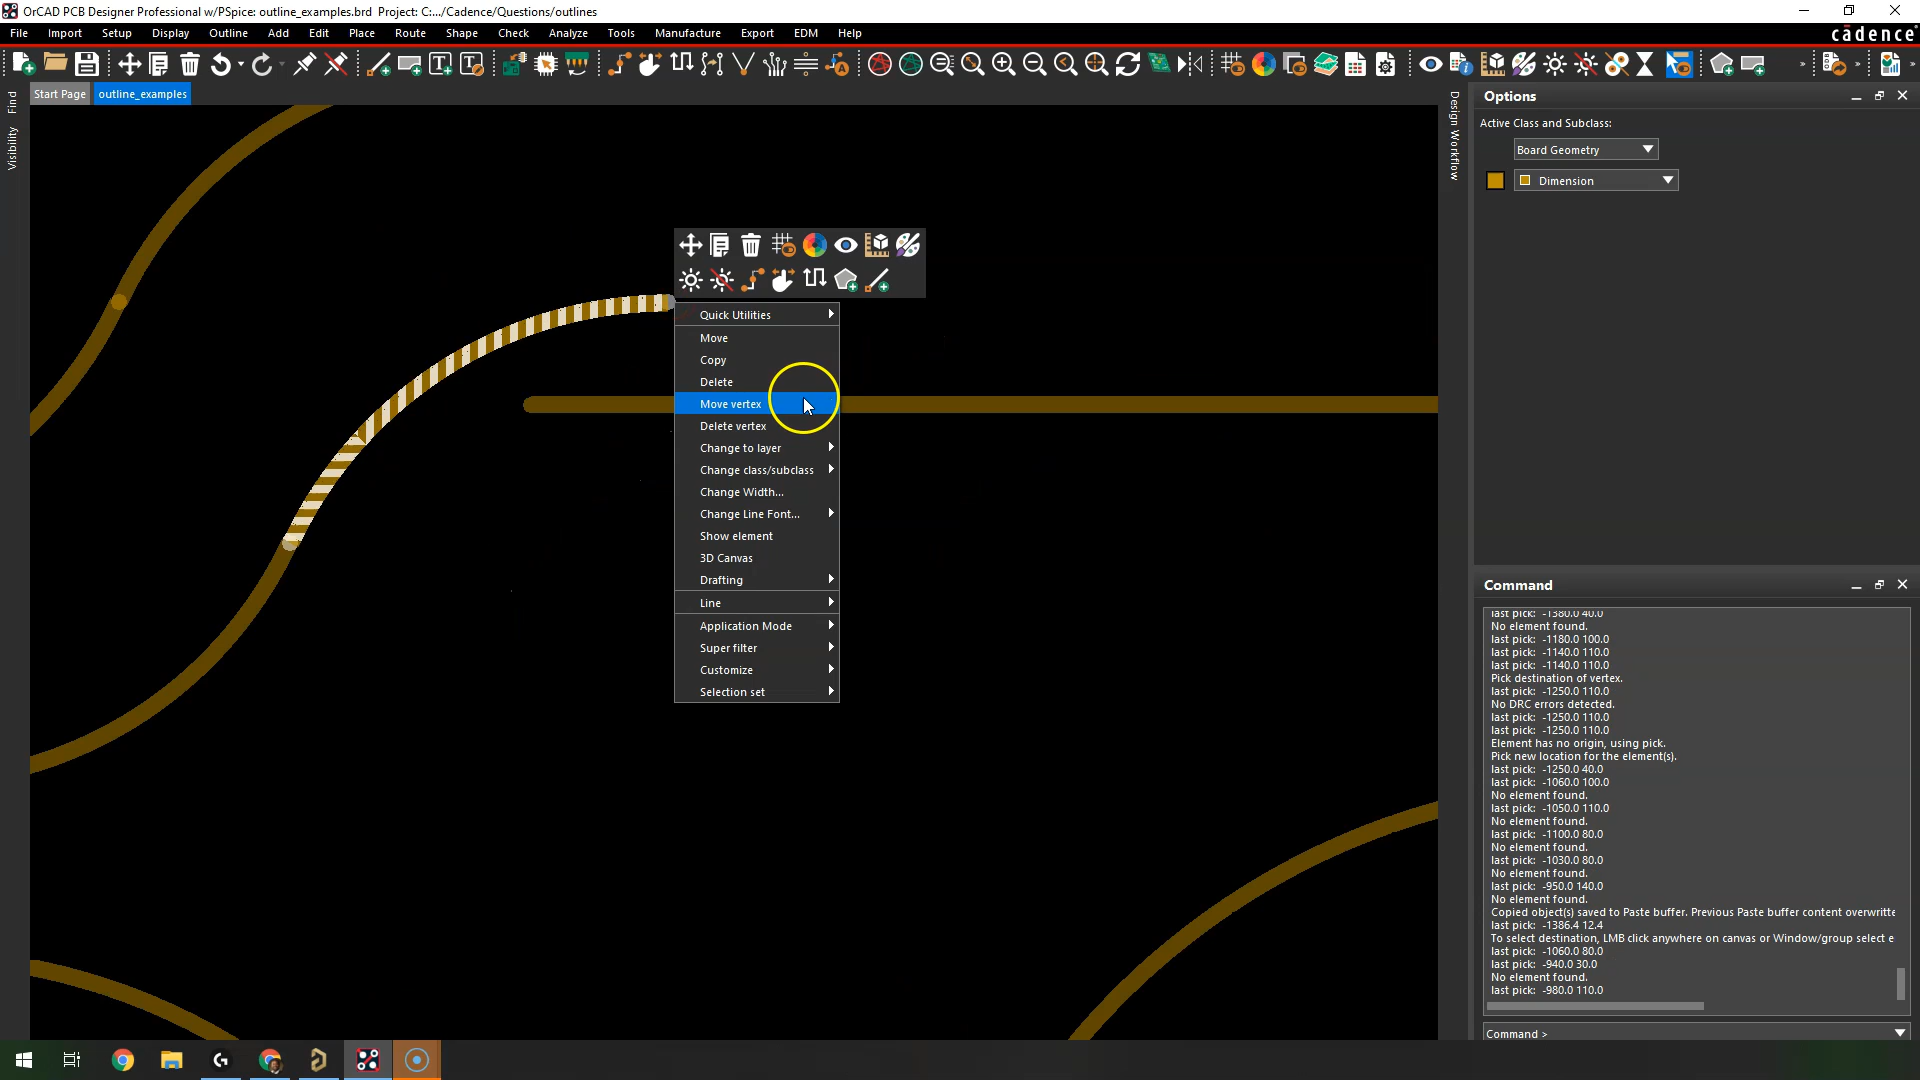 OrCAD PCB Designer Professional w/PSpice: outline_examples.brd Project: C:.../Cadence/Questions/outlines
File Import Setup Display Outline Add Edit Place Route Shape Check Analyze Tools Manufacture Export EDM Help
cādence
Start Page outline_examples
Find
Visibility
Design Workflow
Options
Active Class and Subclass:
Board Geometry
Dimension
Quick Utilities
Move
Copy
Delete
Move vertex
Delete vertex
Change to layer
Change class/subclass
Change Width...
Change Line Font...
Show element
3D Canvas
Drafting
Line
Application Mode
Super filter
Customize
Selection set
Command
last pick: -1380.0 40.0
No element found.
last pick: -1180.0 100.0
last pick: -1140.0 110.0
last pick: -1140.0 110.0
Pick destination of vertex.
last pick: -1250.0 110.0
No DRC errors detected.
last pick: -1250.0 110.0
last pick: -1250.0 110.0
Element has no origin, using pick.
Pick new location for the element(s).
last pick: -1250.0 40.0
last pick: -1060.0 100.0
No element found.
last pick: -1050.0 110.0
No element found.
last pick: -1100.0 80.0
No element found.
last pick: -1030.0 80.0
No element found.
last pick: -950.0 140.0
No element found.
Copied object(s) saved to Paste buffer. Previous Paste buffer content overwritte
last pick: -1386.4 12.4
To select destination, LMB click anywhere on canvas or Window/group select e
last pick: -1060.0 80.0
last pick: -940.0 30.0
No element found.
last pick: -980.0 110.0
Command >